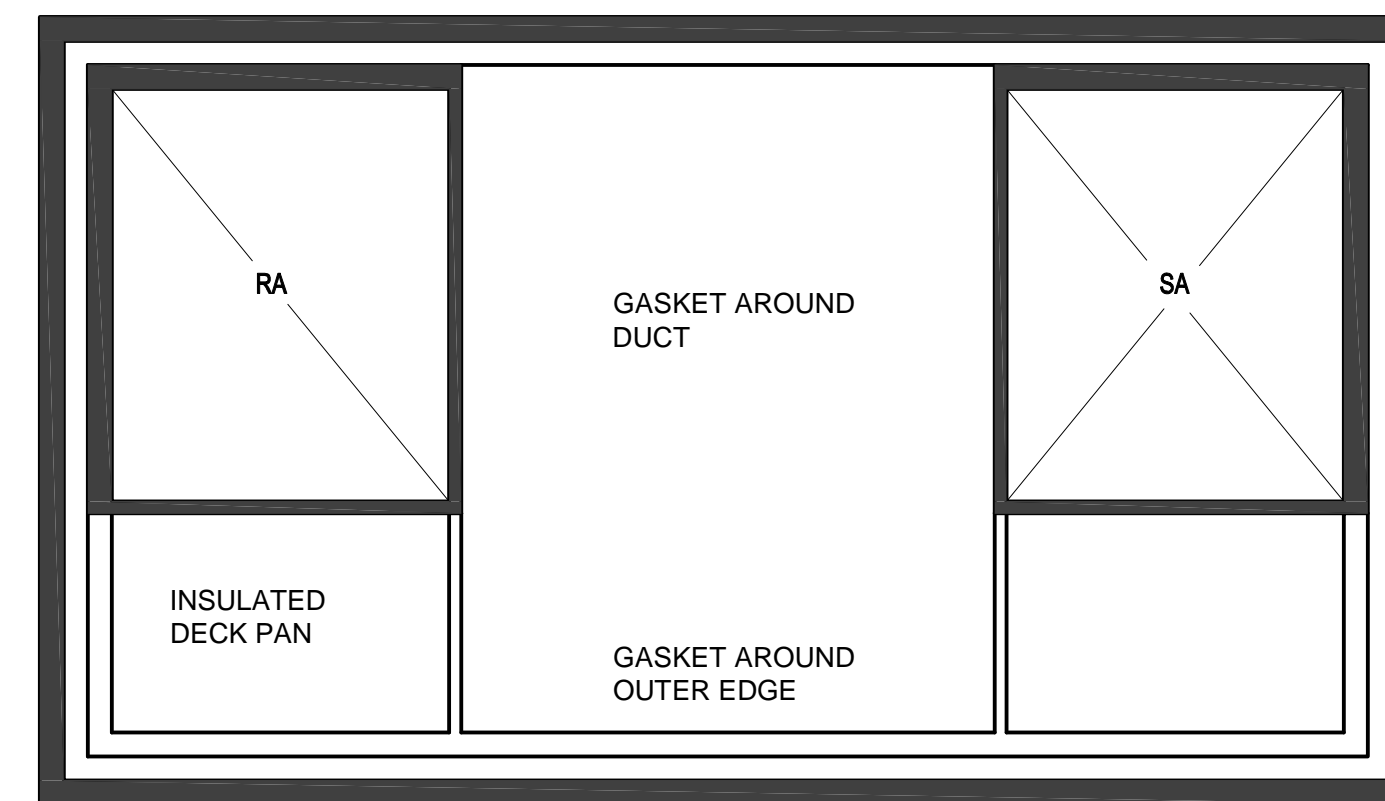 RA
SA
GASKET AROUND
DUCT
INSULATED
DECK PAN
GASKET AROUND
OUTER EDGE